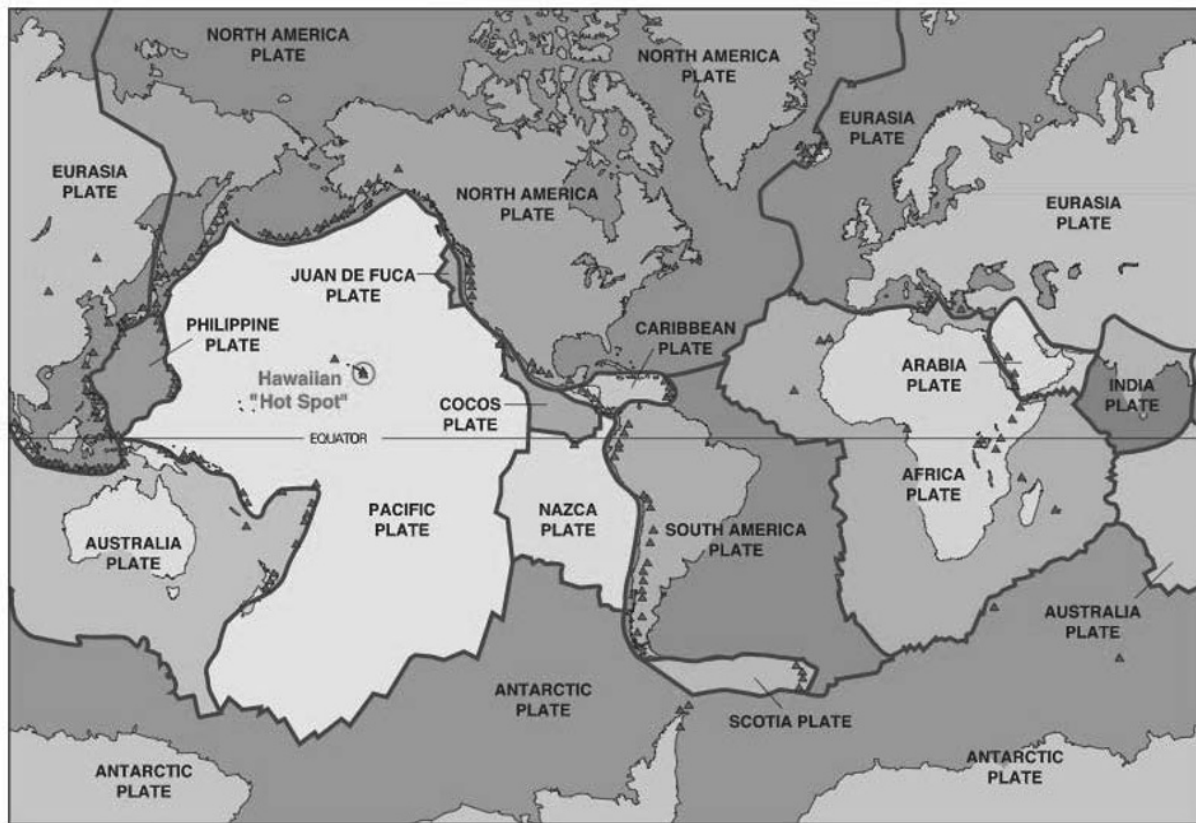 NORTH AMERICA
PLATE
NORTH AMERICA
PLATE
EURASIA
PLATE
EURASIA
PLATE
NORTH AMERICA
PLATE
EURASIA
PLATE
JUAN DE FUCA
PLATE
PHILIPPINE
PLATE
CARIBBEAN
PLATE
ARABIA
PLATE
INDIA
PLATE
Hawaiian
"Hot Spot"
COCOS
PLATE
EQUATOR
AFRICA
PLATE
PACIFIC
PLATE
NAZCA
PLATE
SOUTH AMERICA
PLATE
AUSTRALIA
PLATE
AUSTRALIA
PLATE
ANTARCTIC
PLATE
SCOTIA PLATE
ANTARCTIC
PLATE
ANTARCTIC
PLATE